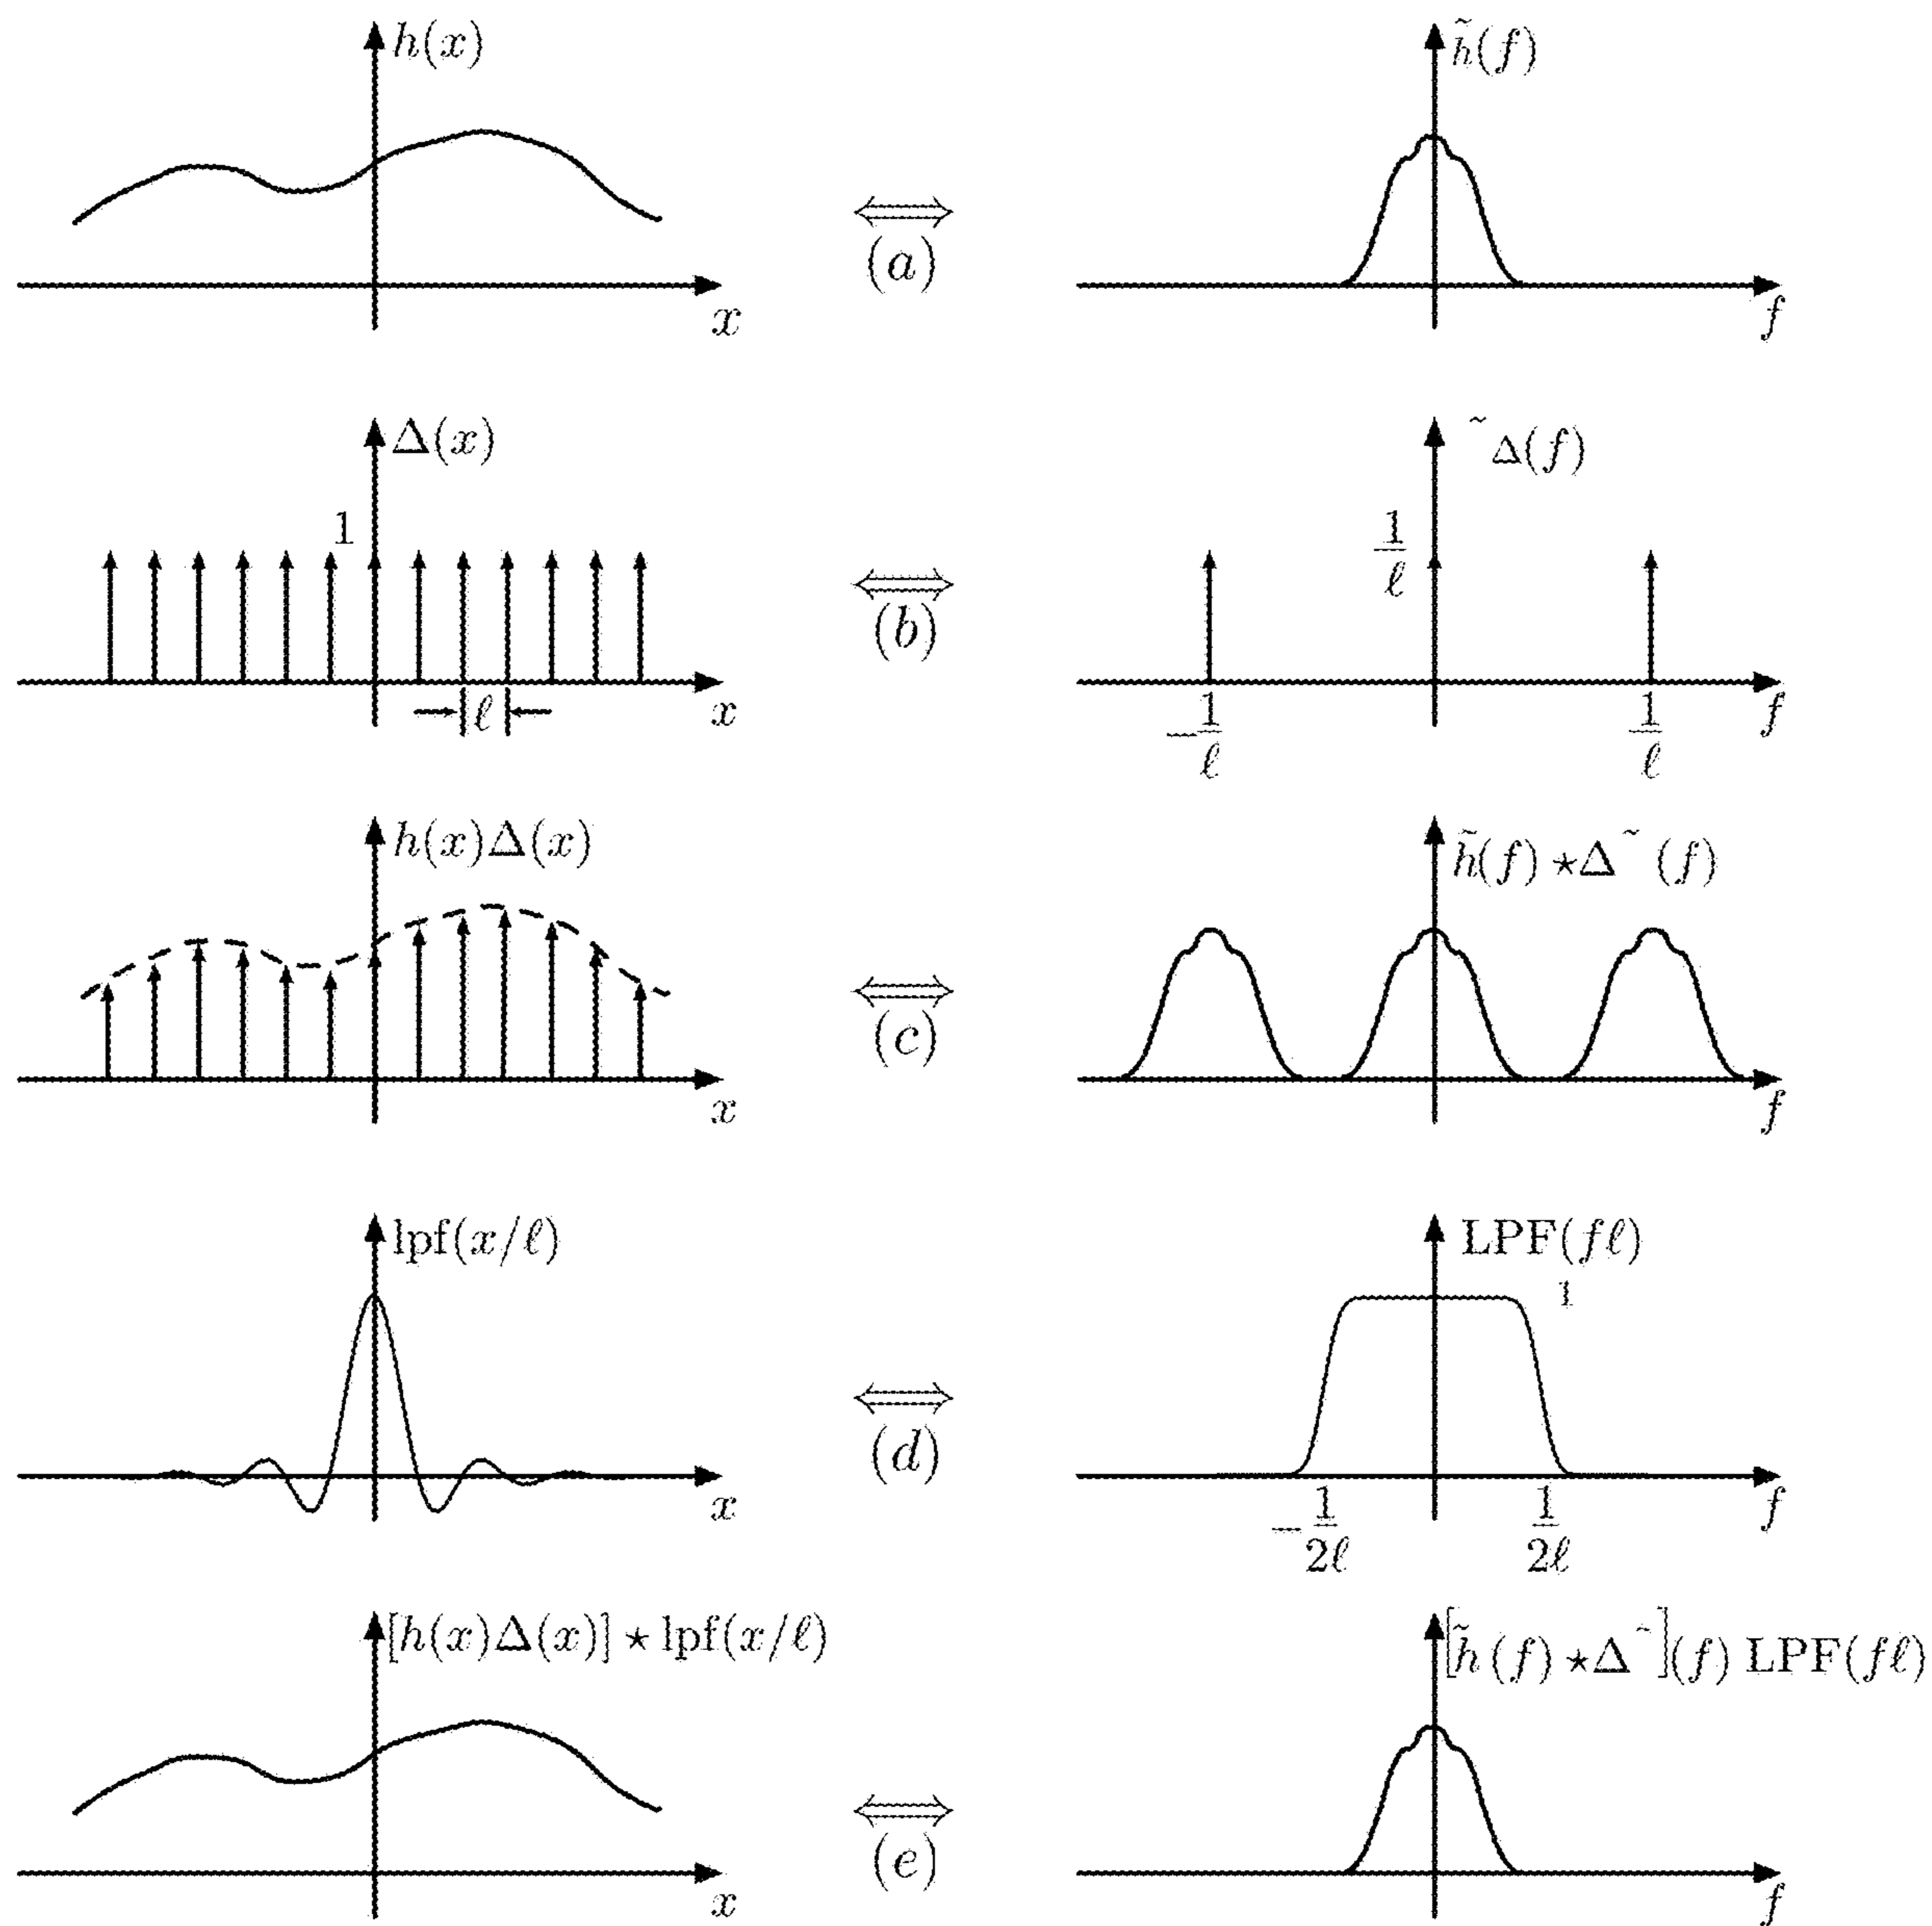 h(x)
h̃(f)
x
(a)
f
Δ(x)
˜ Δ(f)
1
1/ℓ
(b)
ℓ
x
-1/ℓ
1/ℓ
f
h(x)Δ(x)
h̃(f) ⋆Δ˜ (f)
(c)
x
f
lpf(x/ℓ)
LPF(fℓ)
1
(d)
x
-1/2ℓ
1/2ℓ
f
[h(x)Δ(x)] ⋆ lpf(x/ℓ)
[h̃ (f) ⋆Δ˜](f) LPF(fℓ)
(e)
x
f